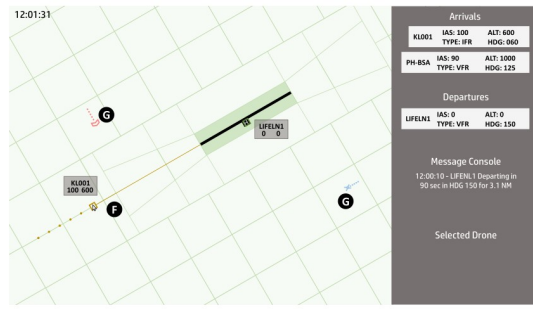 12:01:31
G
LIFELN1
0 0
KL001
100 600
F
G
Arrivals
KL001 IAS: 100 ALT: 600
TYPE: IFR HDG: 060
PH-BSA IAS: 90 ALT: 1000
TYPE: VFR HDG: 125
Departures
LIFELN1 IAS: 0 ALT: 0
TYPE: VFR HDG: 150
Message Console
12:00:10 - LIFENL1 Departing in
90 sec in HDG 150 for 3.1 NM
Selected Drone